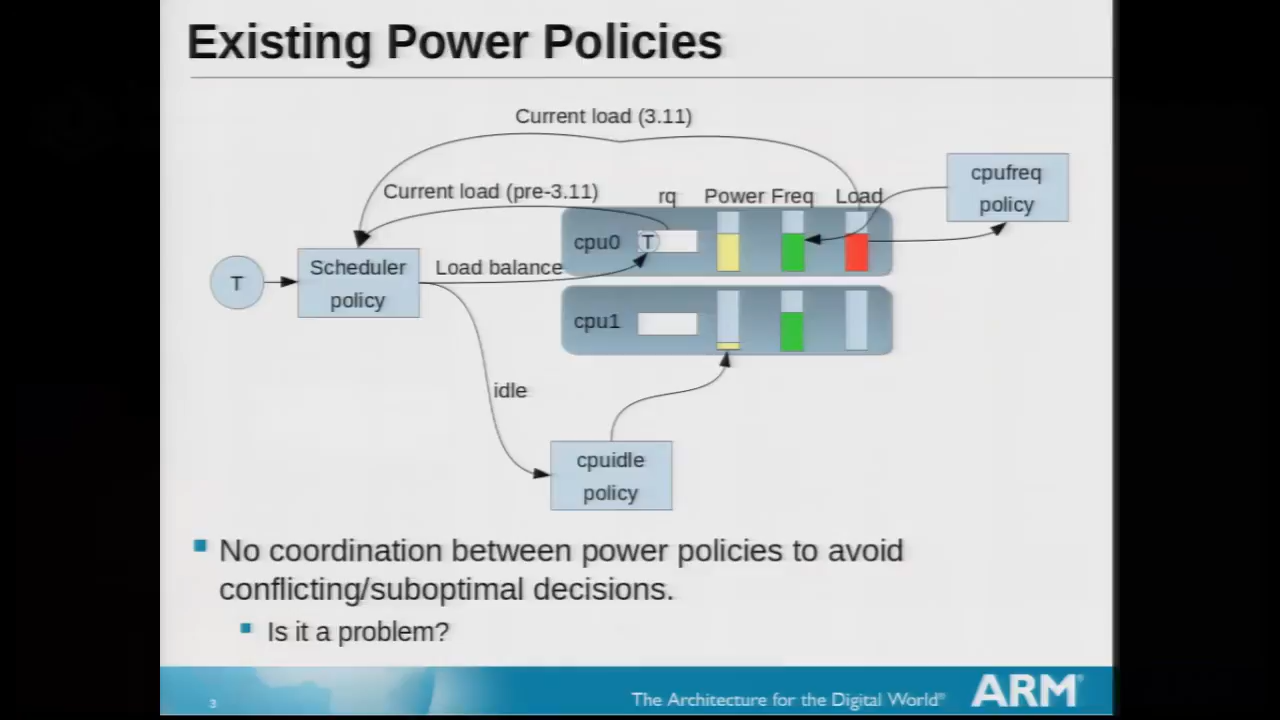 Existing Power Policies
Current load (3.11)
Current load (pre-3.11)
rq
Power
Freq
Load
cpufreq
policy
T
Scheduler
policy
Load balance
cpu0
T
cpu1
idle
cpuidle
policy
No coordination between power policies to avoid
conflicting/suboptimal decisions.
Is it a problem?
3
The Architecture for the Digital World®
ARM®